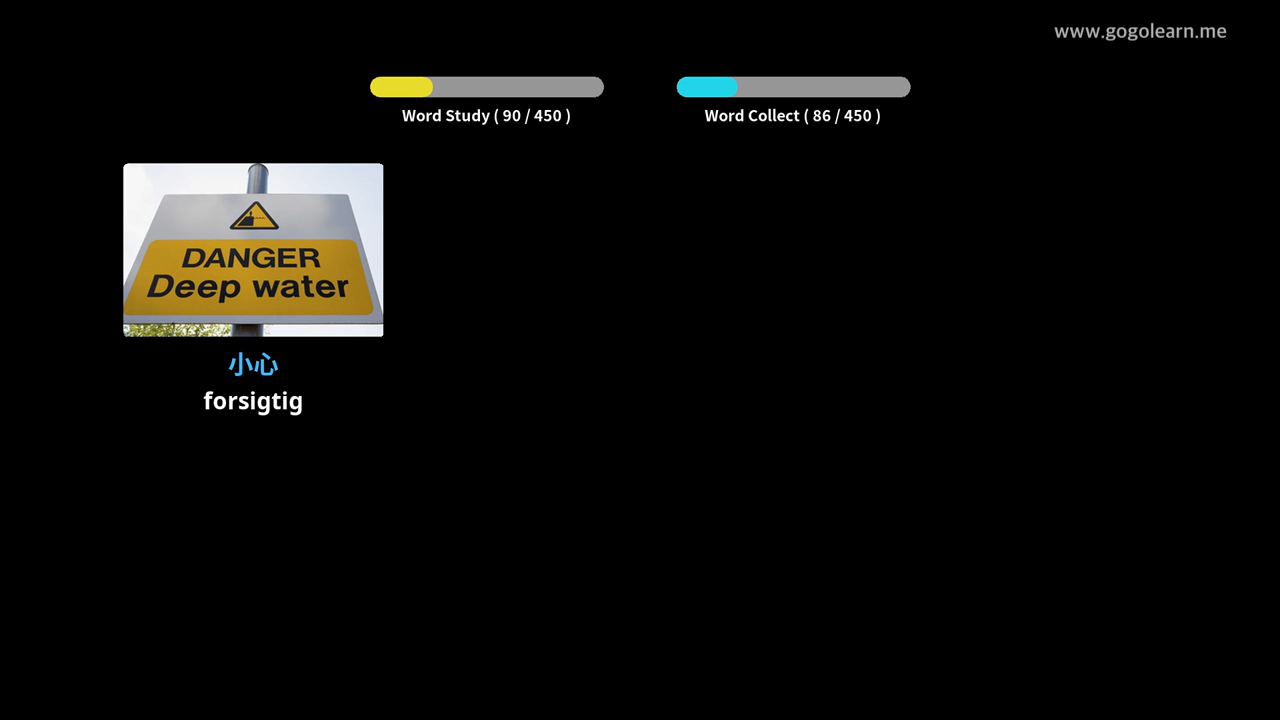 www.gogolearn.me
Word Study ( 90 / 450 )
Word Collect ( 86 / 450 )
DANGER
Deep water
小心
forsigtig